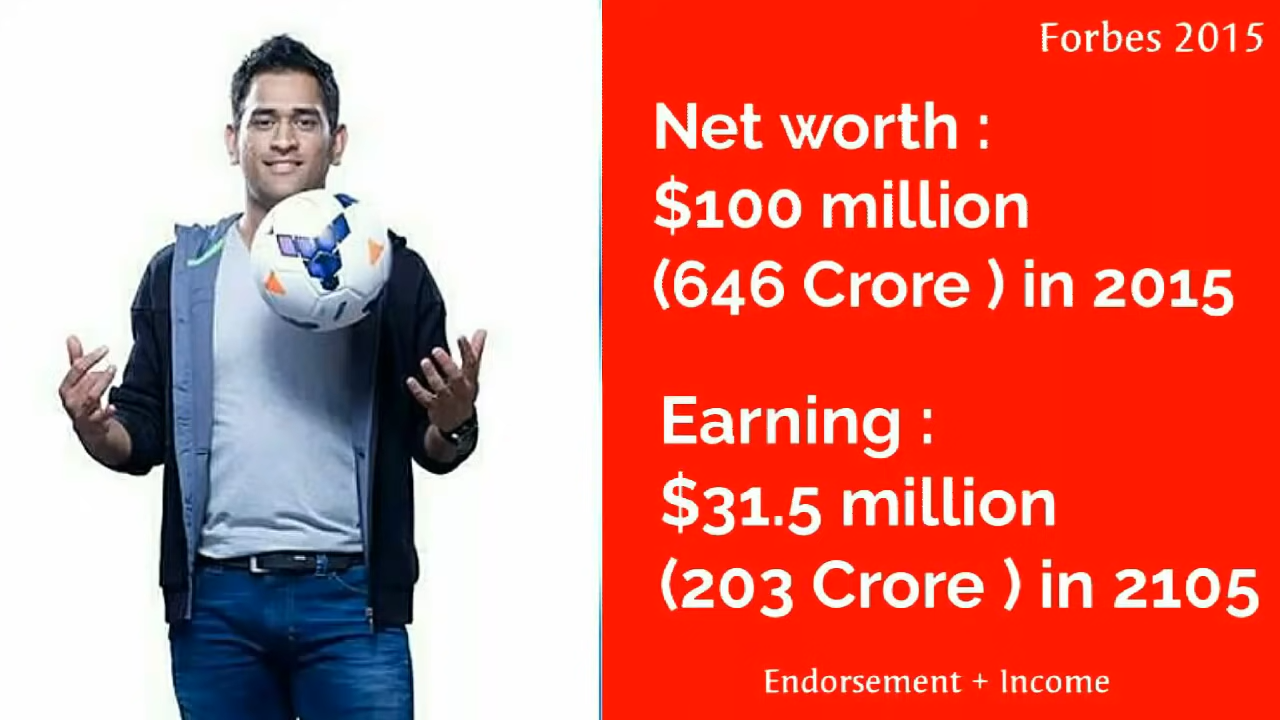 Forbes 2015
Net worth :
$100 million
(646 Crore ) in 2015
Earning :
$31.5 million
(203 Crore ) in 2105
Endorsement + Income